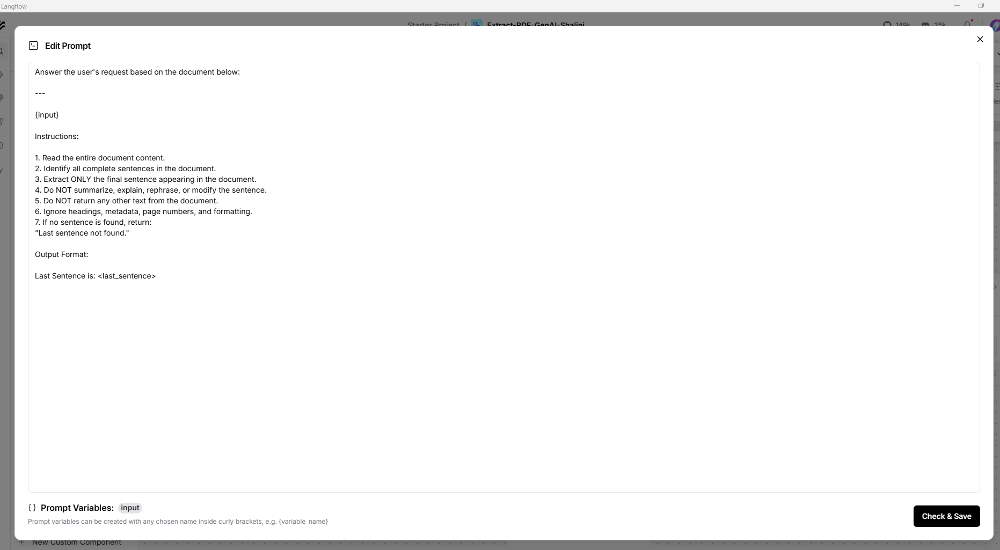 Langflow
Starter Project / Extract-PDF-GenAI-Shalini
149k 25k
Edit Prompt
Answer the user's request based on the document below:
---
{input}
Instructions:
1. Read the entire document content.
2. Identify all complete sentences in the document.
3. Extract ONLY the final sentence appearing in the document.
4. Do NOT summarize, explain, rephrase, or modify the sentence.
5. Do NOT return any other text from the document.
6. Ignore headings, metadata, page numbers, and formatting.
7. If no sentence is found, return:
"Last sentence not found."
Output Format:
Last Sentence is: <last_sentence>
{} Prompt Variables: input
Prompt variables can be created with any chosen name inside curly brackets, e.g. {variable_name}
Check & Save
+ New Custom Component